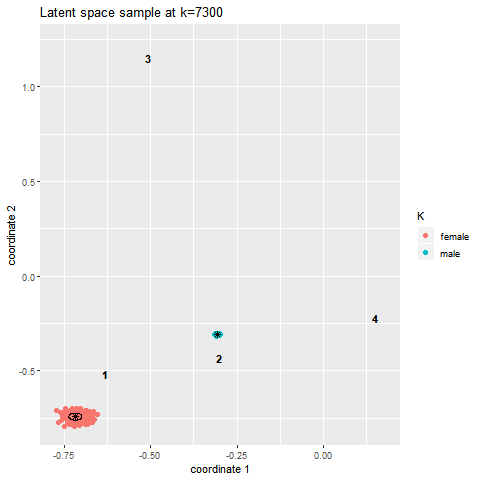 Latent space sample at k=7300
3
1.0
0.5
K
female
male
coordinate 2
0.0
4
2
1
-0.5
-0.75
-0.50
-0.25
0.00
coordinate 1